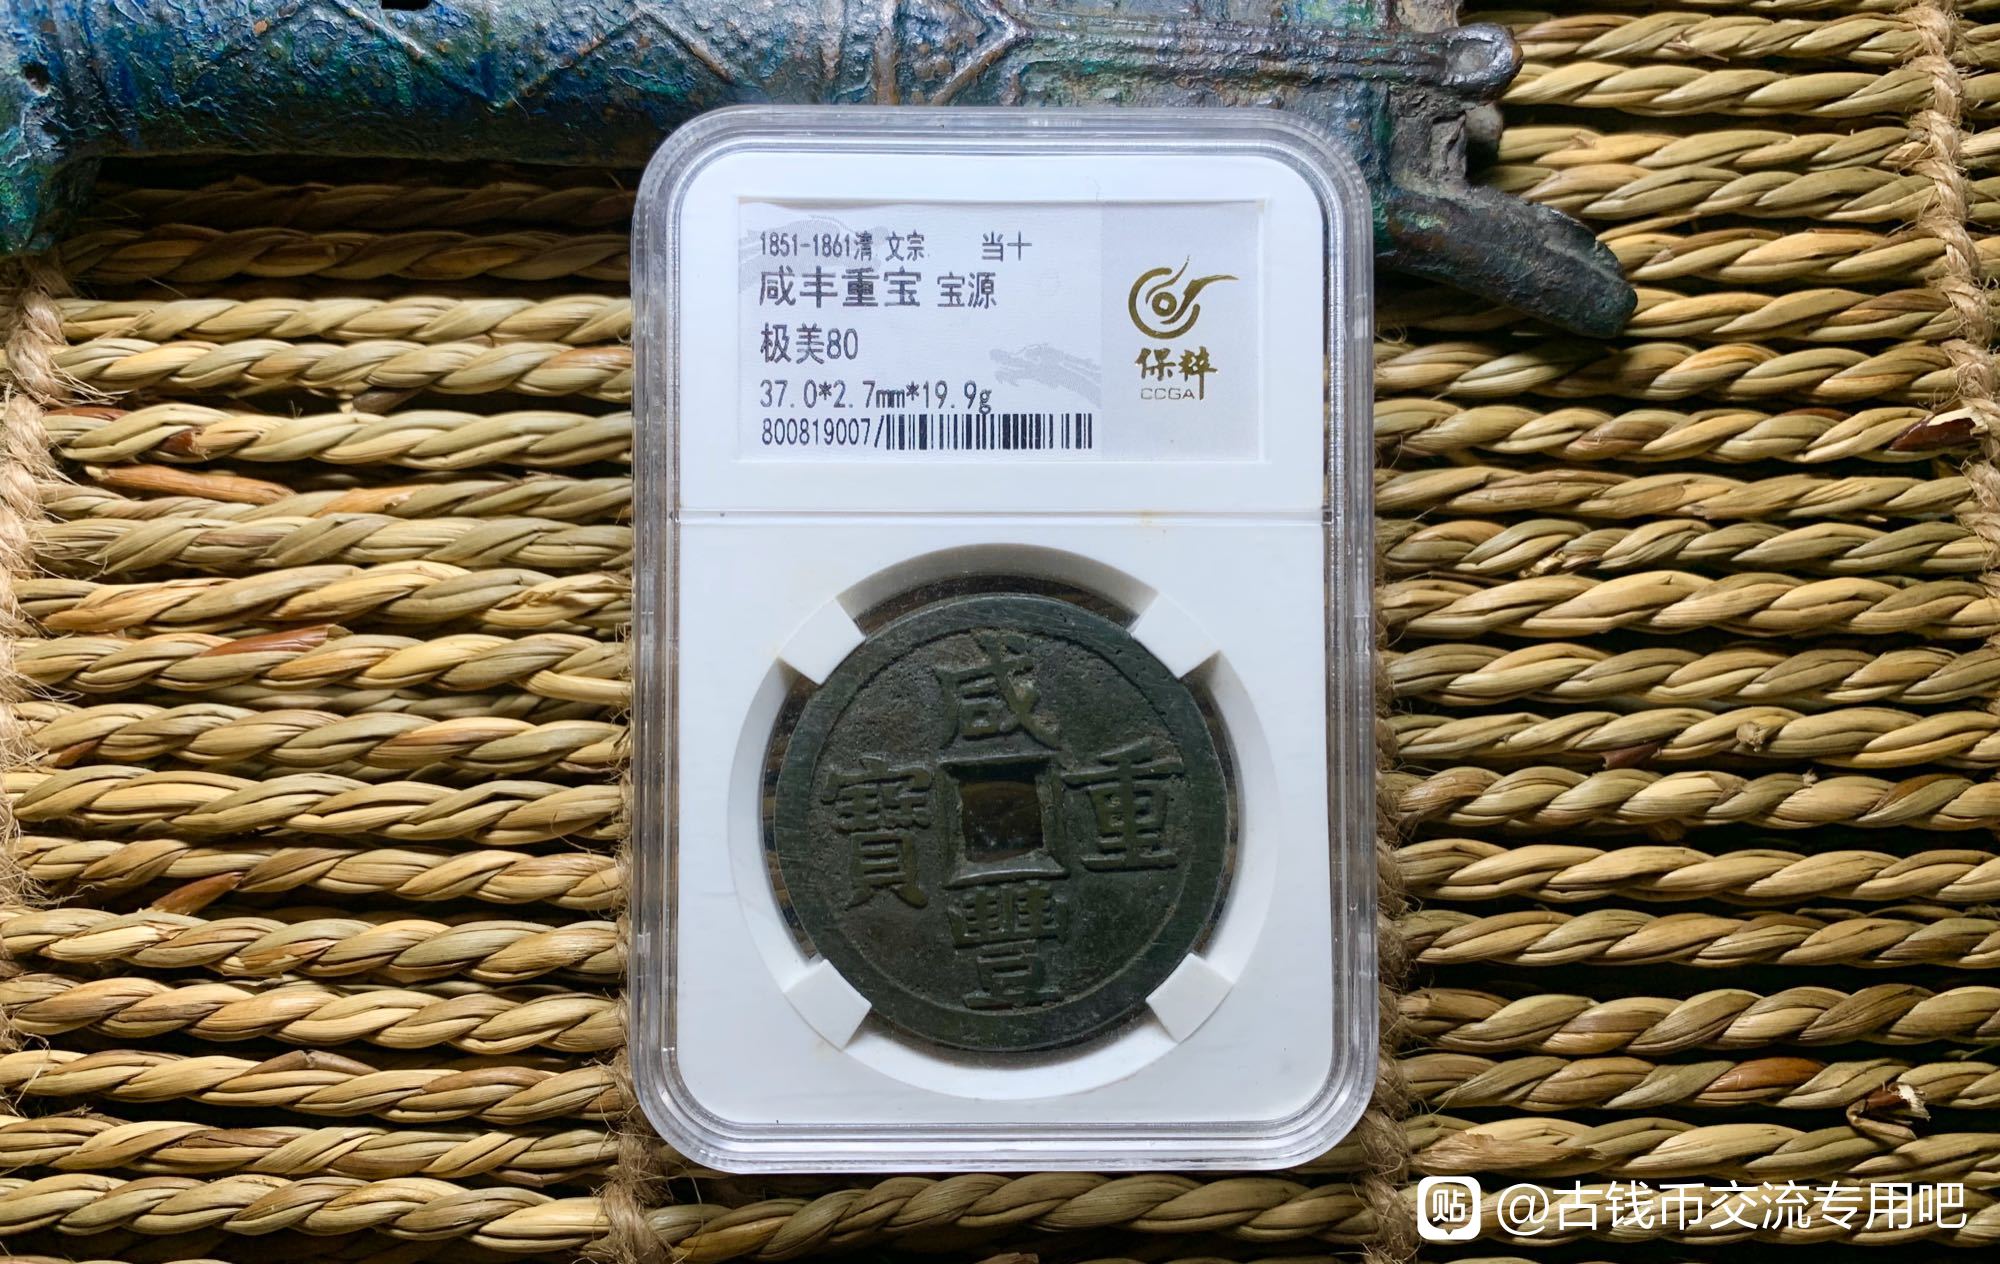 1851-1861清 文宗 当十
咸丰重宝 宝源
极美80
37.0*2.7mm*19.9g
800819007/
保粹
CCGA
咸
寶 重
豐
贴 @古钱币交流专用吧